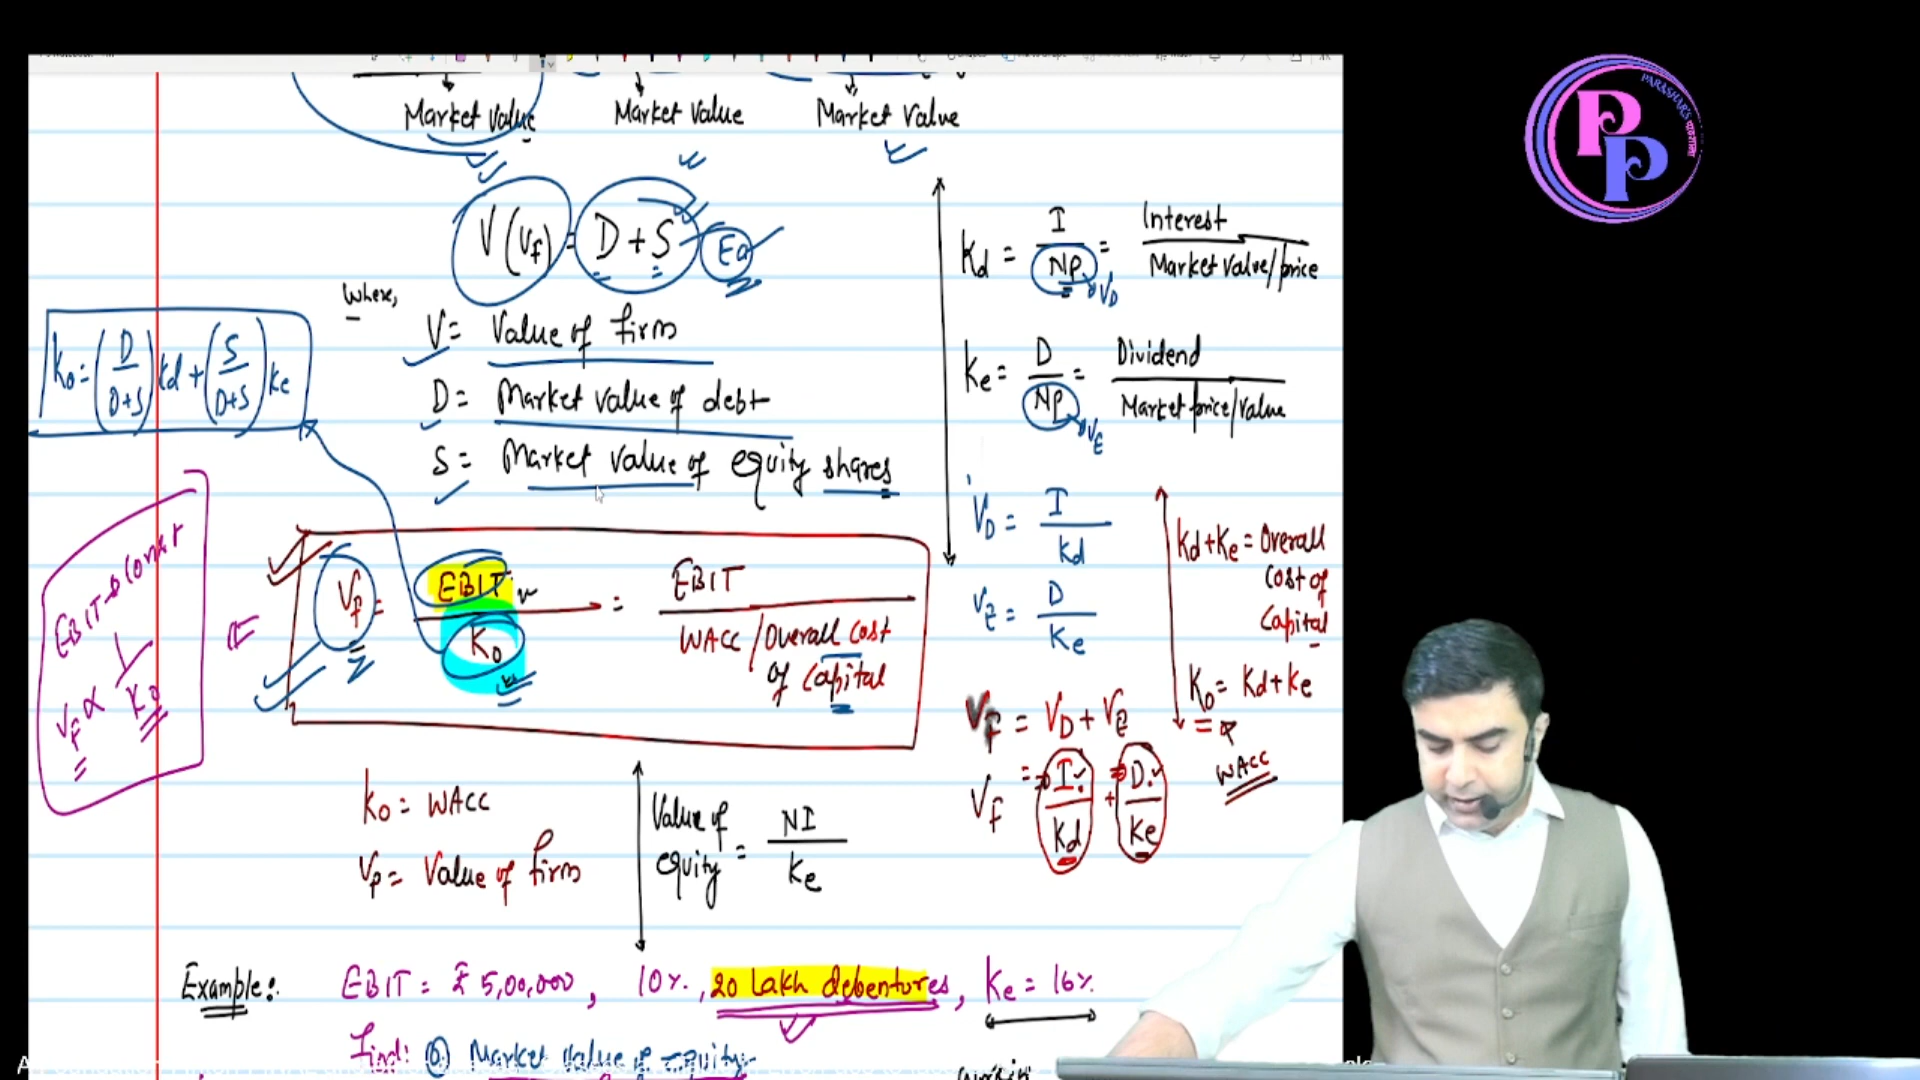 Market Value Market Value Market Value
V(Vf) = D + S Eq
Where,
V = Value of firm
D = Market Value of debt
S = Market Value of equity shares
Ko = (D/D+S) Kd + (S/D+S) Ke
Kd = I/NP = Interest/Market Value/price
VD
Ke = D/NP = Dividend/Market price/Value
VE
VD = I/Kd
VE = D/Ke
Kd+Ke = Overall
Cost of
Capital
Ko = Kd+Ke
WACC
EBIT → Const
VF ∝ 1/Ko
VF = EBIT/Ko = EBIT/WACC/Overall Cost of Capital
VF = VD + VE
VF = I/Kd + D/Ke
Ko = WACC
VF = Value of firm
Value of equity = NI/Ke
Example:
EBIT = ₹ 5,00,000, 10%, 20 Lakh debentures, Ke = 16%
Find: Market Value of equity
PARASHAR'S
PP